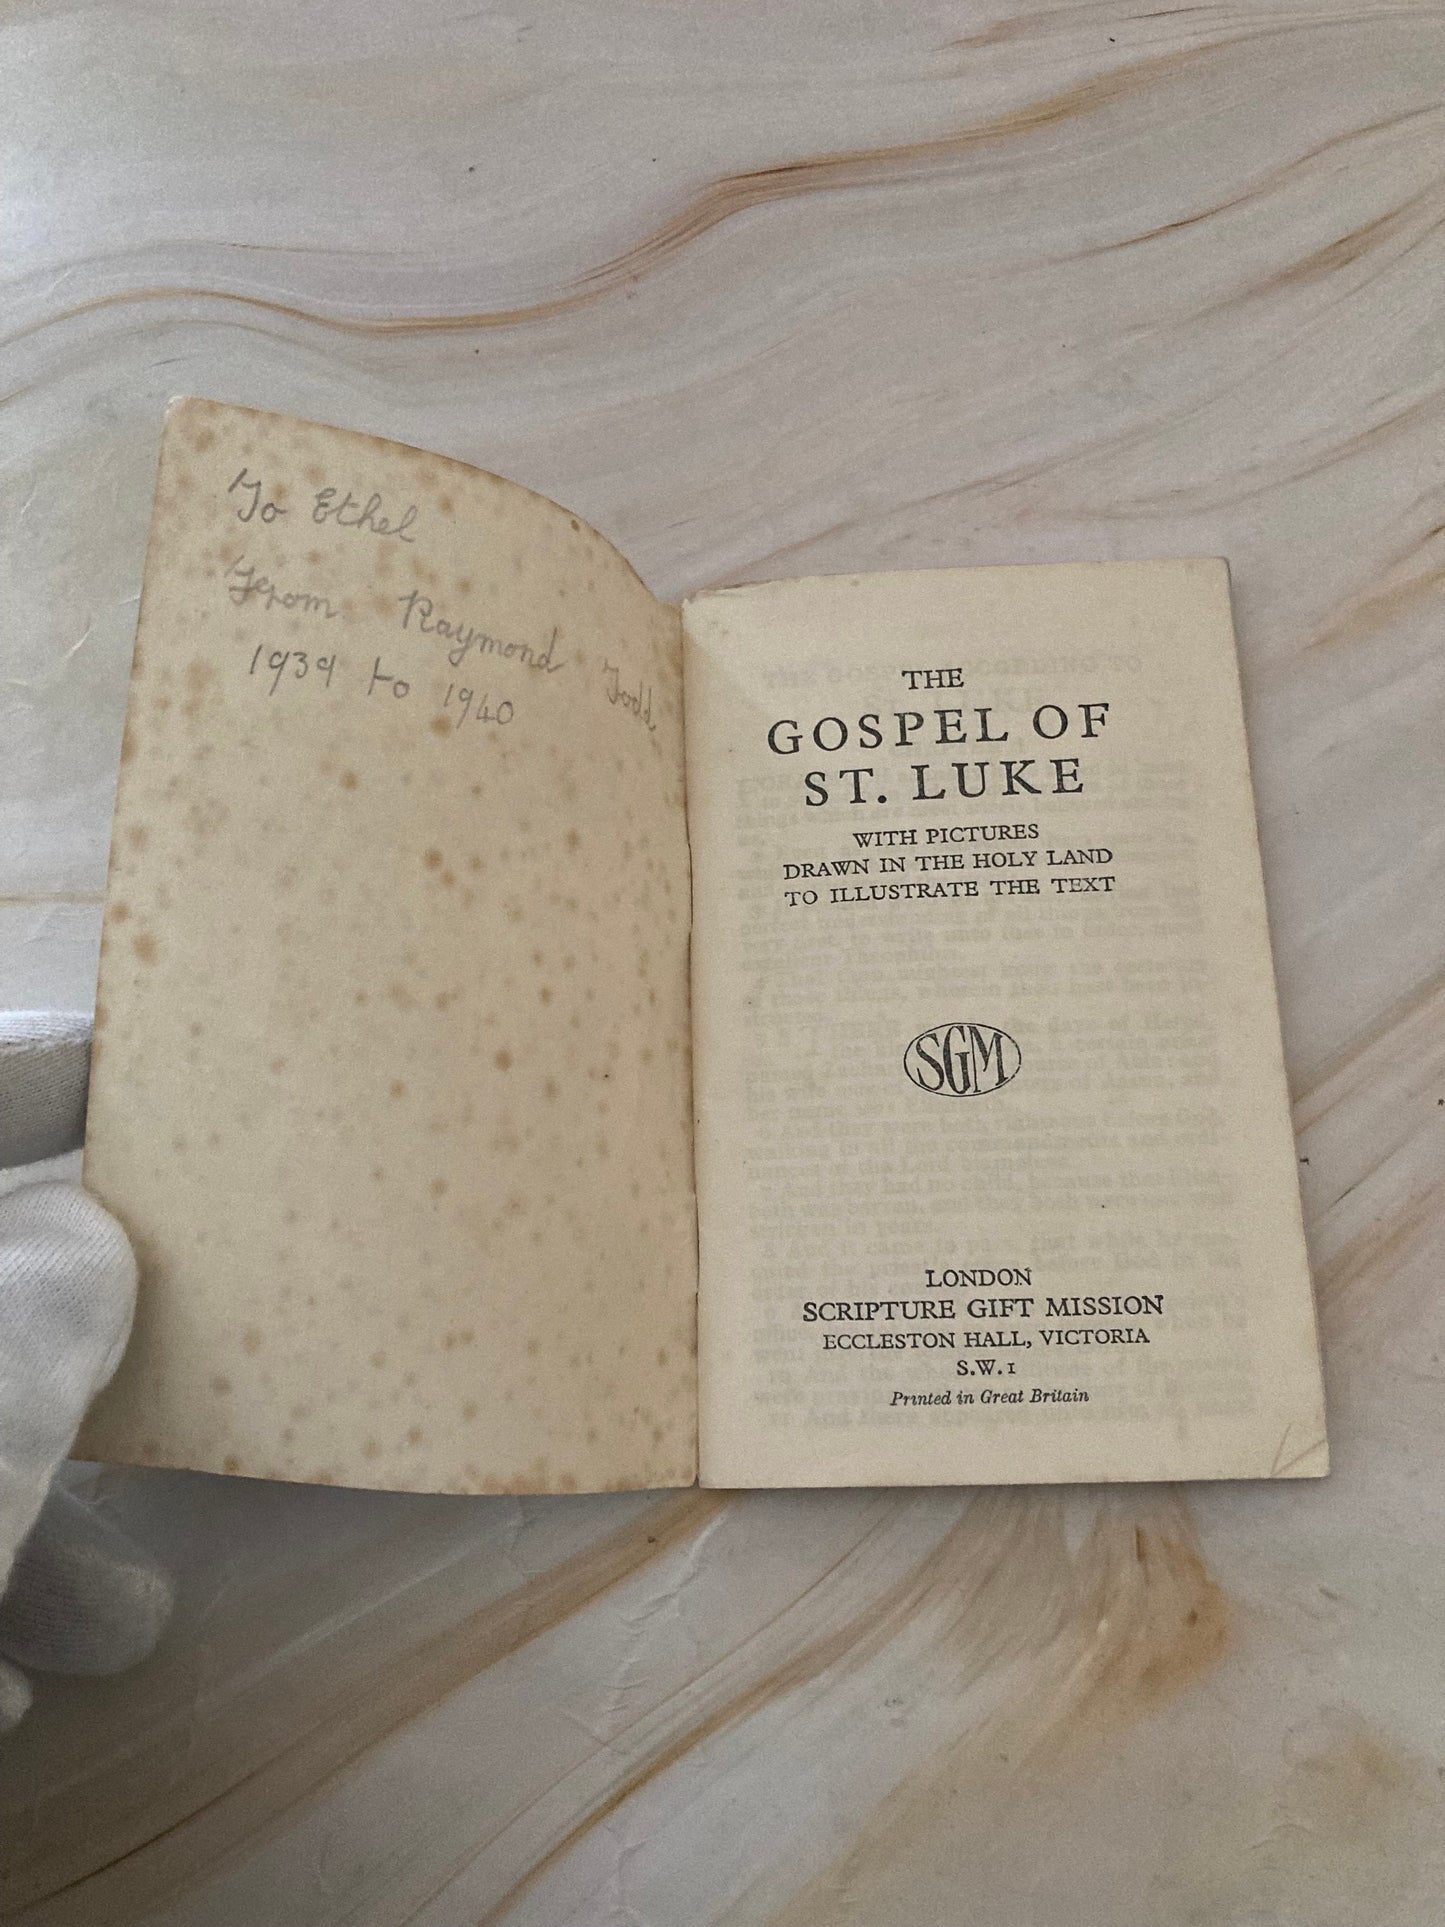 To Ethel
From Raymond Todd.
1939 to 1940
THE
GOSPEL OF
ST. LUKE
WITH PICTURES
DRAWN IN THE HOLY LAND
TO ILLUSTRATE THE TEXT
SGM
LONDON
SCRIPTURE GIFT MISSION
ECCLESTON HALL, VICTORIA
S.W.1
Printed in Great Britain